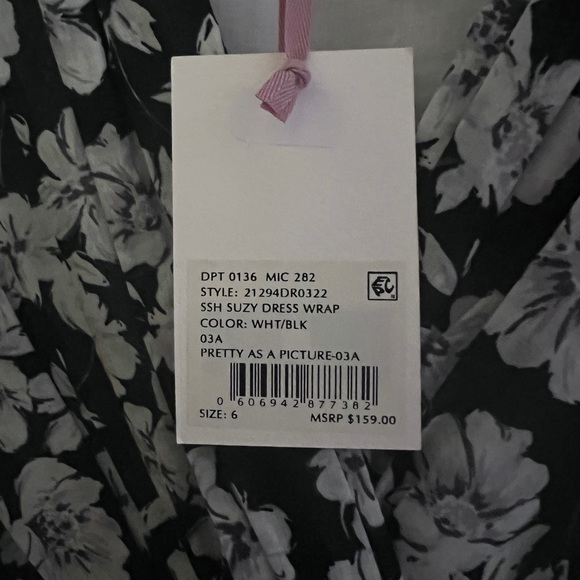 DPT 0136 MIC 282
STYLE: 21294DR0322
SSH SUZY DRESS WRAP
COLOR: WHT/BLK
03A
PRETTY AS A PICTURE-03A
0 606942 877382
SIZE: 6 MSRP $159.00